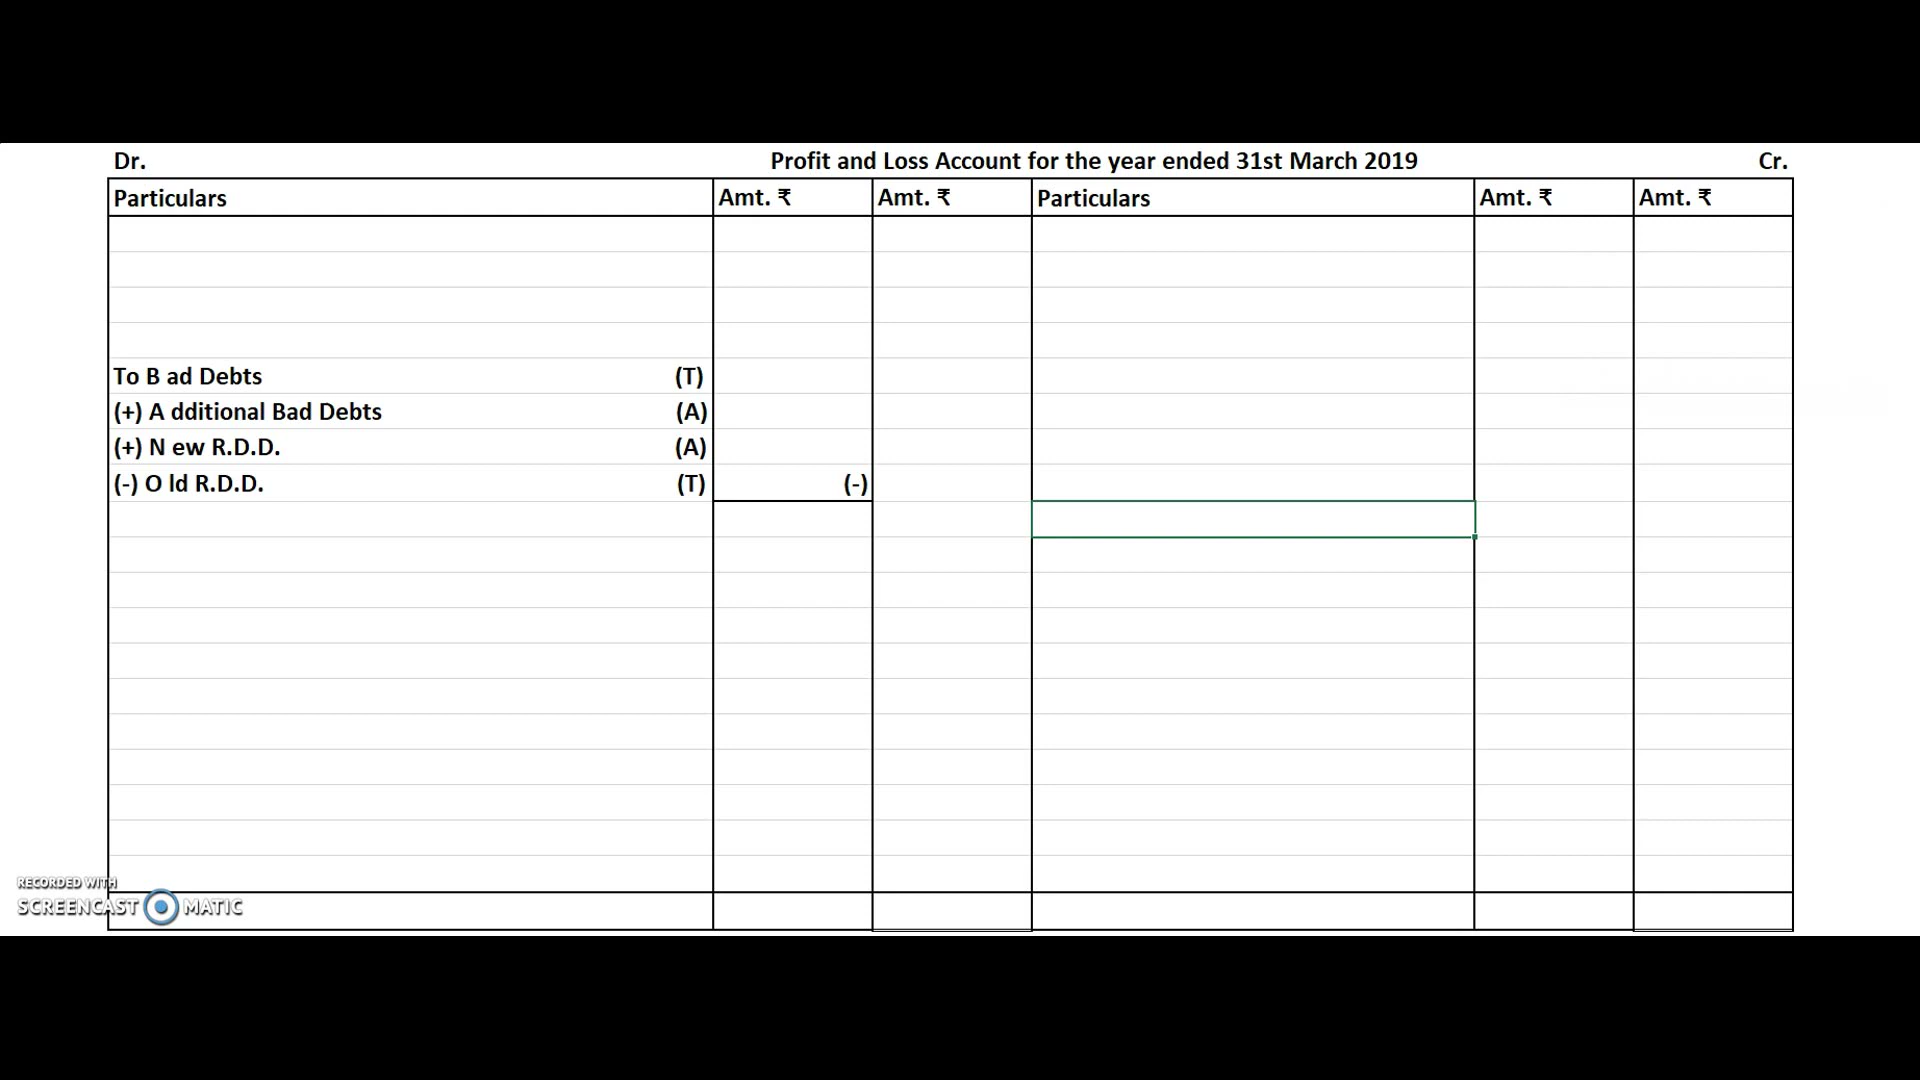 Dr. Profit and Loss Account for the year ended 31st March 2019 Cr.
Particulars Amt. ₹ Amt. ₹ Particulars Amt. ₹ Amt. ₹
To B ad Debts (T)
(+) A dditional Bad Debts (A)
(+) N ew R.D.D. (A)
(-) O ld R.D.D. (T) (-)
RECORDED WITH
SCREENCAST MATIC